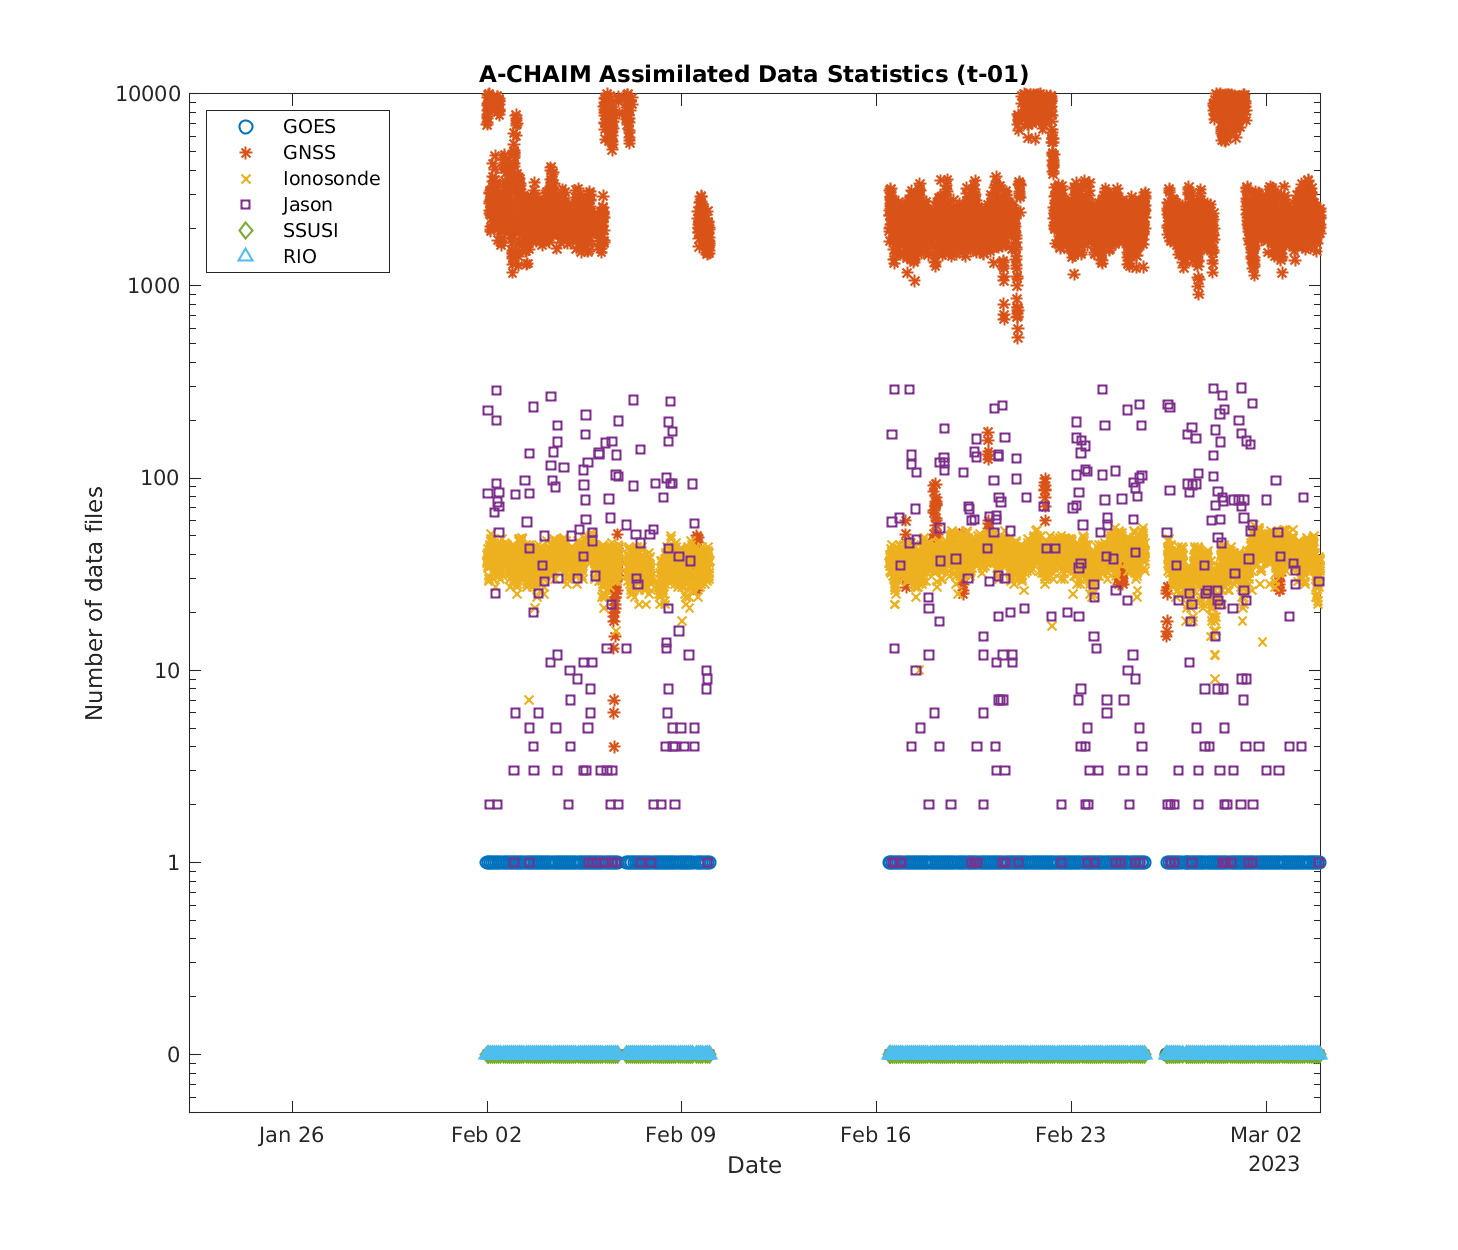 A-CHAIM Assimilated Data Statistics (t-01)
10000
1000
100
10
1
0
Number of data files
GOES
GNSS
Ionosonde
Jason
SSUSI
RIO
Jan 26 Feb 02 Feb 09 Feb 16 Feb 23 Mar 02
2023
Date